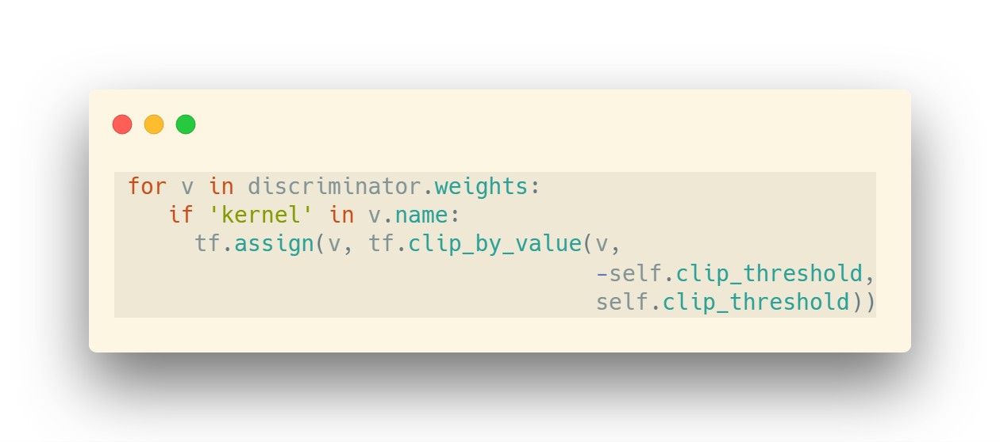 for v in discriminator.weights:
   if 'kernel' in v.name:
     tf.assign(v, tf.clip_by_value(v,
                                   -self.clip_threshold,
                                   self.clip_threshold))